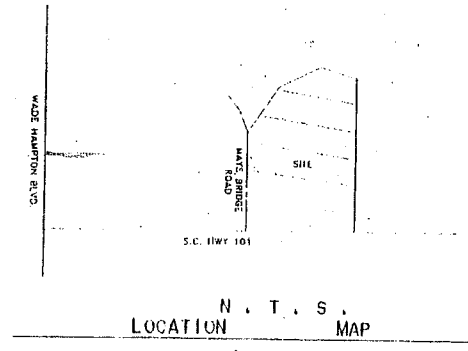 WADE HAMPTON BLVD.
MAYS BRIDGE
ROAD
SITE
S.C. HWY 101
N . T . S .
LOCATION MAP